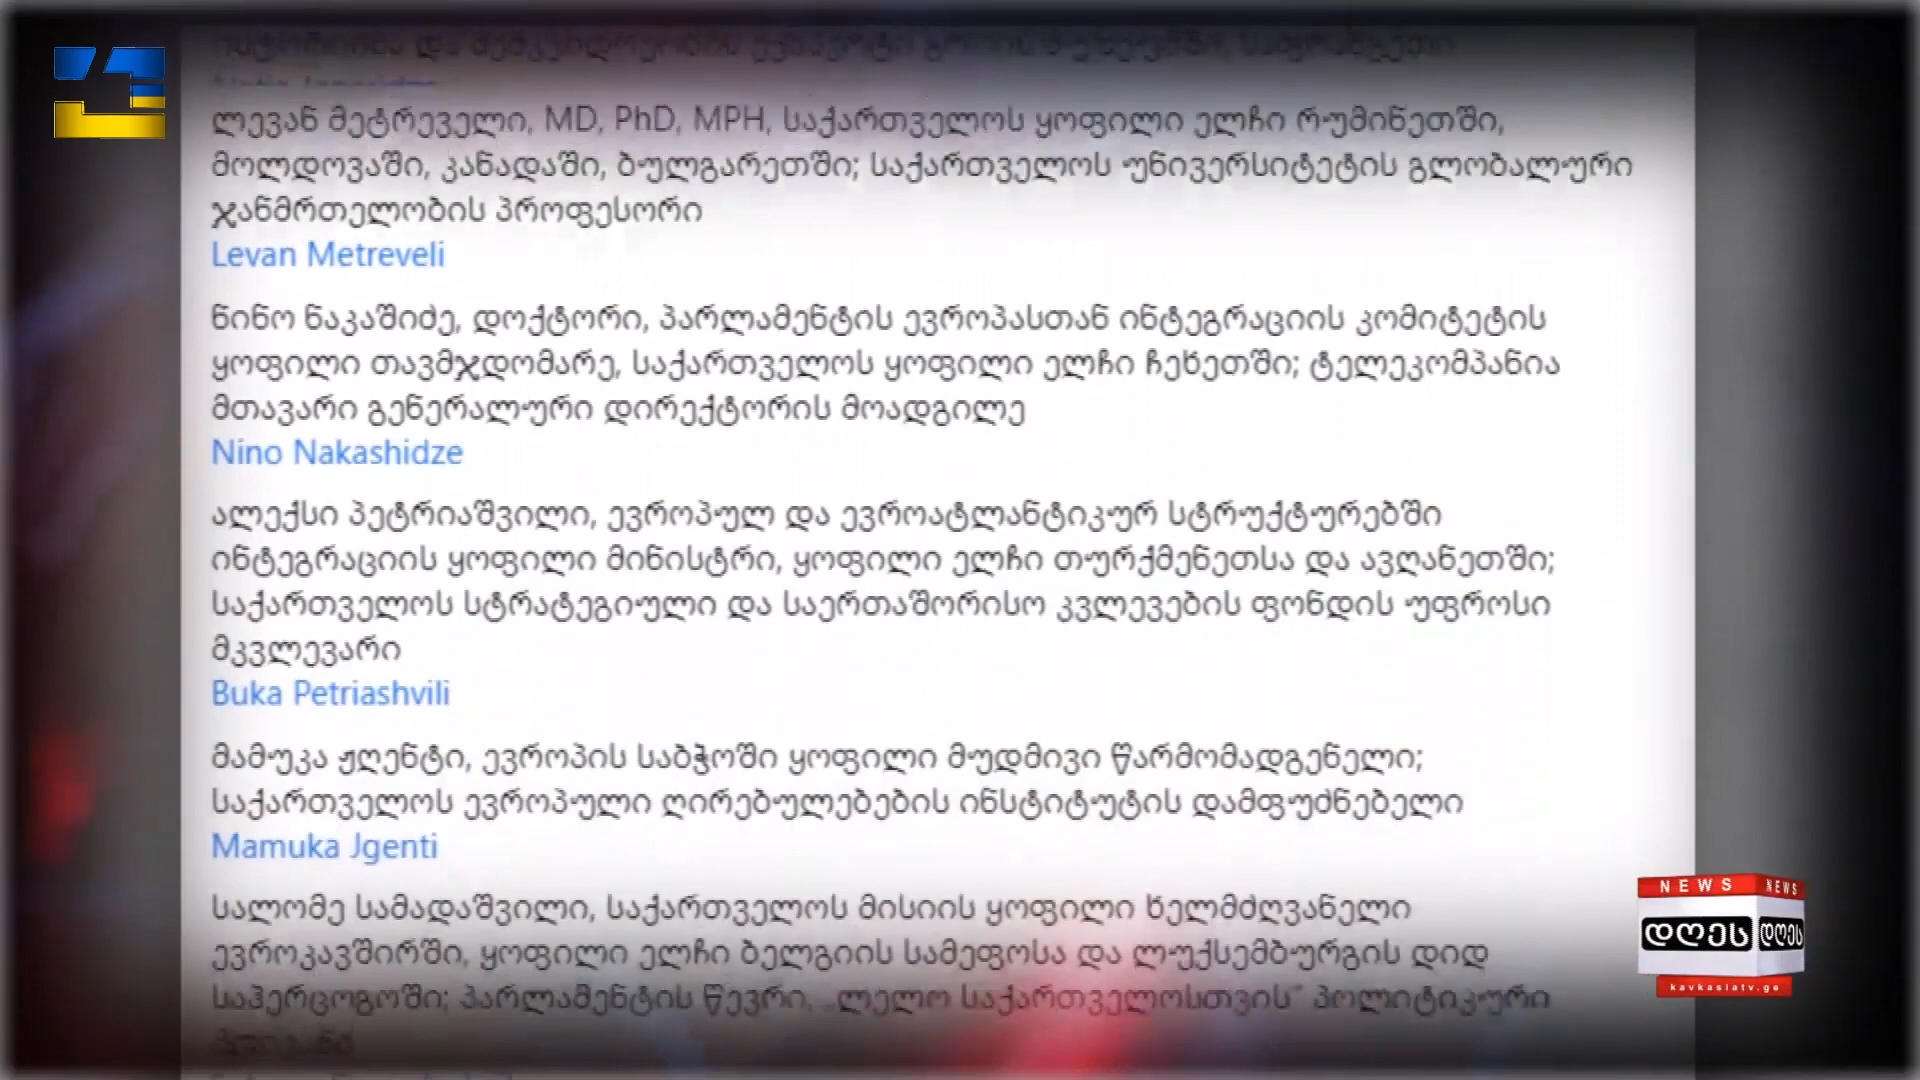 ლევან მეტრეველი, MD, PhD, MPH, საქართველოს ყოფილი ელჩი რუმინეთში,
მოლდოვაში, კანადაში, ბულგარეთში; საქართველოს უნივერსიტეტის გლობალური
ჯანმრთელობის პროფესორი
Levan Metreveli
ნინო ნაკაშიძე, დოქტორი, პარლამენტის ევროპასთან ინტეგრაციის კომიტეტის
ყოფილი თავმჯდომარე, საქართველოს ყოფილი ელჩი ჩეხეთში; ტელეკომპანია
მთავარი გენერალური დირექტორის მოადგილე
Nino Nakashidze
ალექსი პეტრიაშვილი, ევროპულ და ევროატლანტიკურ სტრუქტურებში
ინტეგრაციის ყოფილი მინისტრი, ყოფილი ელჩი თურქმენეთსა და ავღანეთში;
საქართველოს სტრატეგიული და საერთაშორისო კვლევების ფონდის უფროსი
მკვლევარი
Buka Petriashvili
მამუკა ჟღენტი, ევროპის საბჭოში ყოფილი მუდმივი წარმომადგენელი;
საქართველოს ევროპული ღირებულებების ინსტიტუტის დამფუძნებელი
Mamuka Jgenti
სალომე სამადაშვილი, საქართველოს მისიის ყოფილი ხელმძღვანელი
ევროკავშირში, ყოფილი ელჩი ბელგიის სამეფოსა და ლუქსემბურგის დიდ
საჰერცოგოში; პარლამენტის წევრი, „ლელო საქართველოსთვის“ პოლიტიკური
NEWS NEWS
დღეს დღეს
kavkasiatv.ge